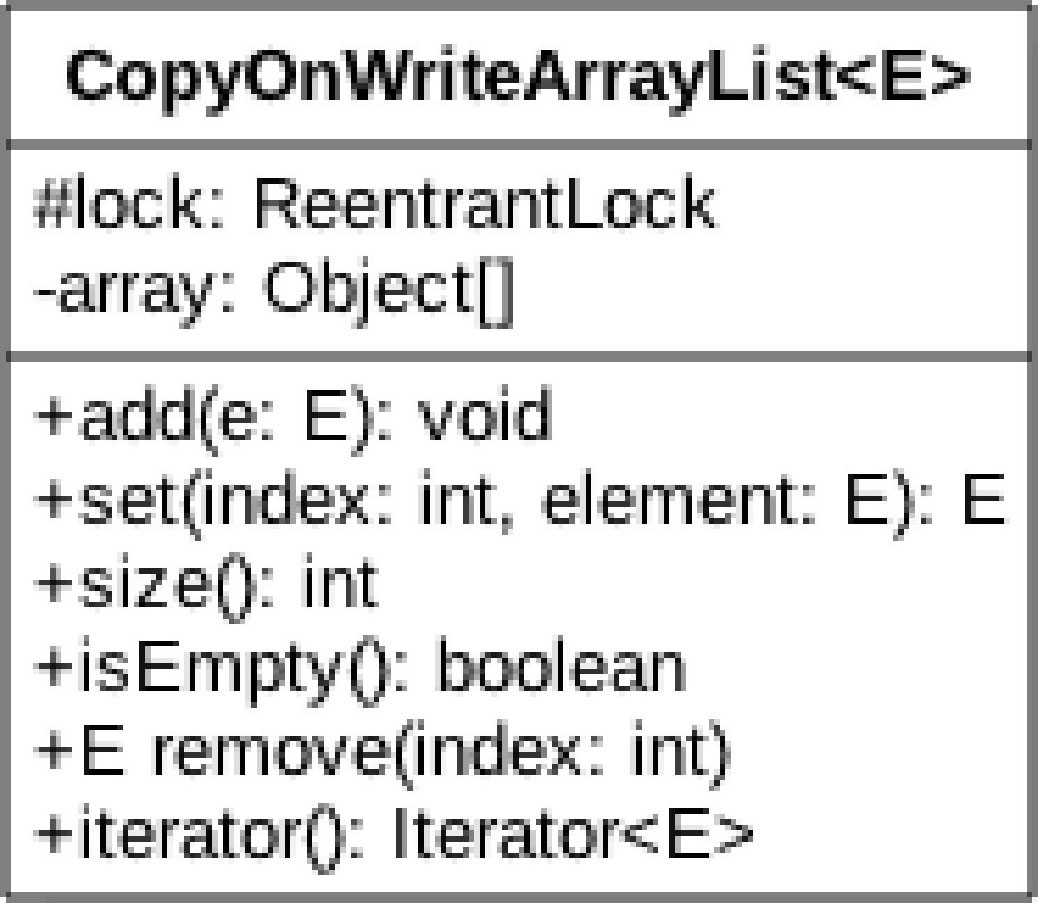 CopyOnWriteArrayList<E>
#lock: ReentrantLock
-array: Object[]
+add(e: E): void
+set(index: int, element: E): E
+size(): int
+isEmpty(): boolean
+E remove(index: int)
+iterator(): Iterator<E>